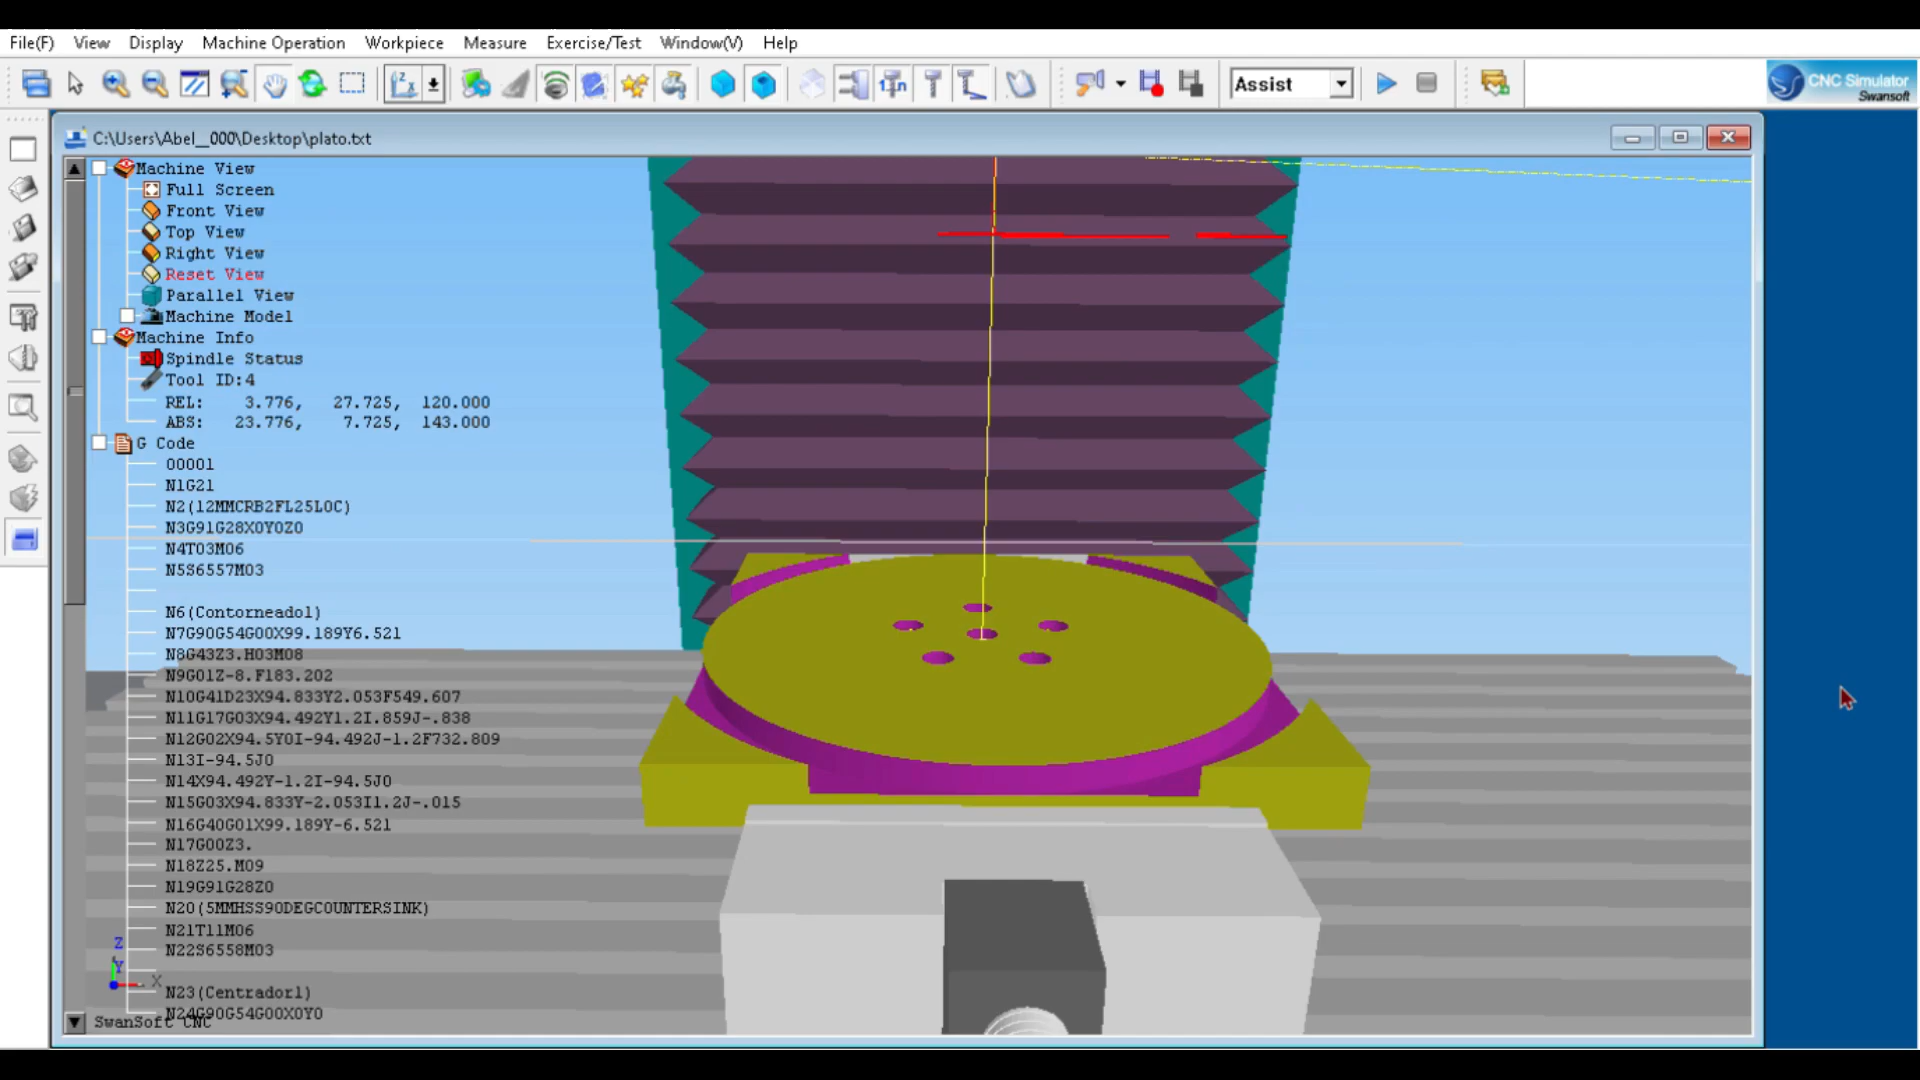 File(F) View Display Machine Operation Workpiece Measure Exercise/Test Window(V) Help
Assist
CNC Simulator
Swansoft
C:\Users\Abel__000\Desktop\plato.txt
Machine View
Full Screen
Front View
Top View
Right View
Reset View
Parallel View
Machine Model
Machine Info
Spindle Status
Tool ID:4
REL: 3.776, 27.725, 120.000
ABS: 23.776, 7.725, 143.000
G Code
O0001
N1G21
N2(12MMCRB2FL25LOC)
N3G91G28X0Y0Z0
N4T03M06
N5S6557M03
N6(Contorneado1)
N7G90G54G00X99.189Y6.521
N8G43Z3.H03M08
N9G01Z-8.F183.202
N10G41D23X94.833Y2.053F549.607
N11G17G03X94.492Y1.2I.859J-.838
N12G02X94.5Y0I-94.492J-1.2F732.809
N13I-94.5J0
N14X94.492Y-1.2I-94.5J0
N15G03X94.833Y-2.053I1.2J-.015
N16G40G01X99.189Y-6.521
N17G00Z3.
N18Z25.M09
N19G91G28Z0
N20(5MMHSS90DEGCOUNTERSINK)
N21T11M06
N22S6558M03
N23(Centrador1)
N24G90G54G00X0Y0
SwanSoft CNC
Z
Y
X